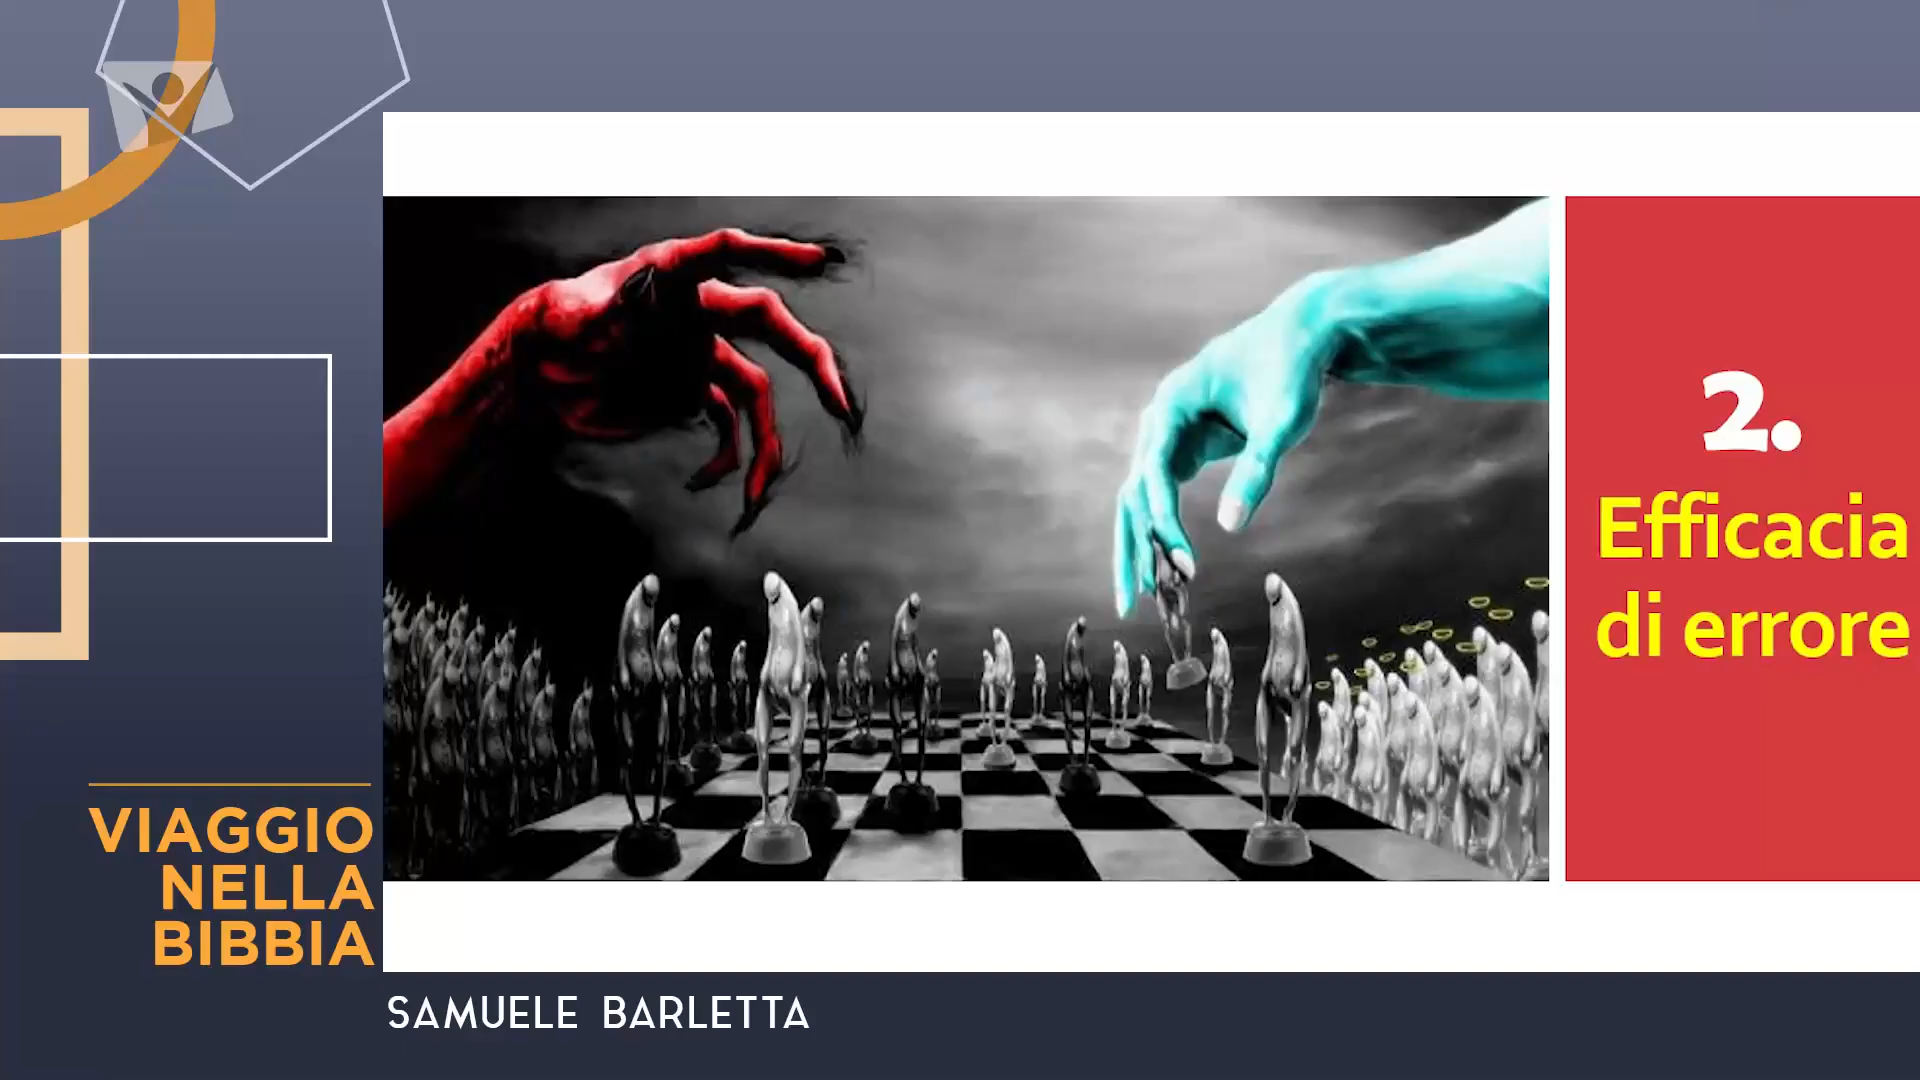 2.
Efficacia
di errore
VIAGGIO
NELLA
BIBBIA
SAMUELE BARLETTA